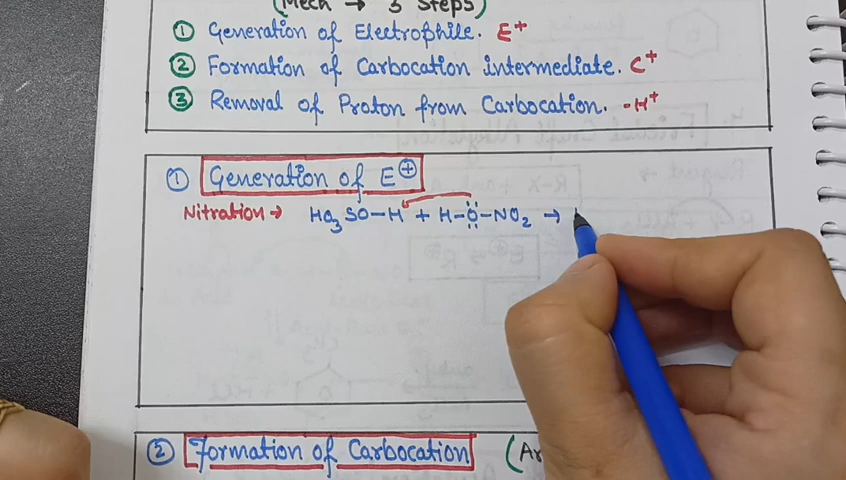 (Mech → 3 Steps)
① Generation of Electrophile. E⁺
② Formation of Carbocation intermediate. C⁺
③ Removal of Proton from Carbocation. -H⁺
① Generation of E⊕
Nitration → HO₃SO-H + H-Ö-NO₂ →
② Formation of Carbocation (Ar